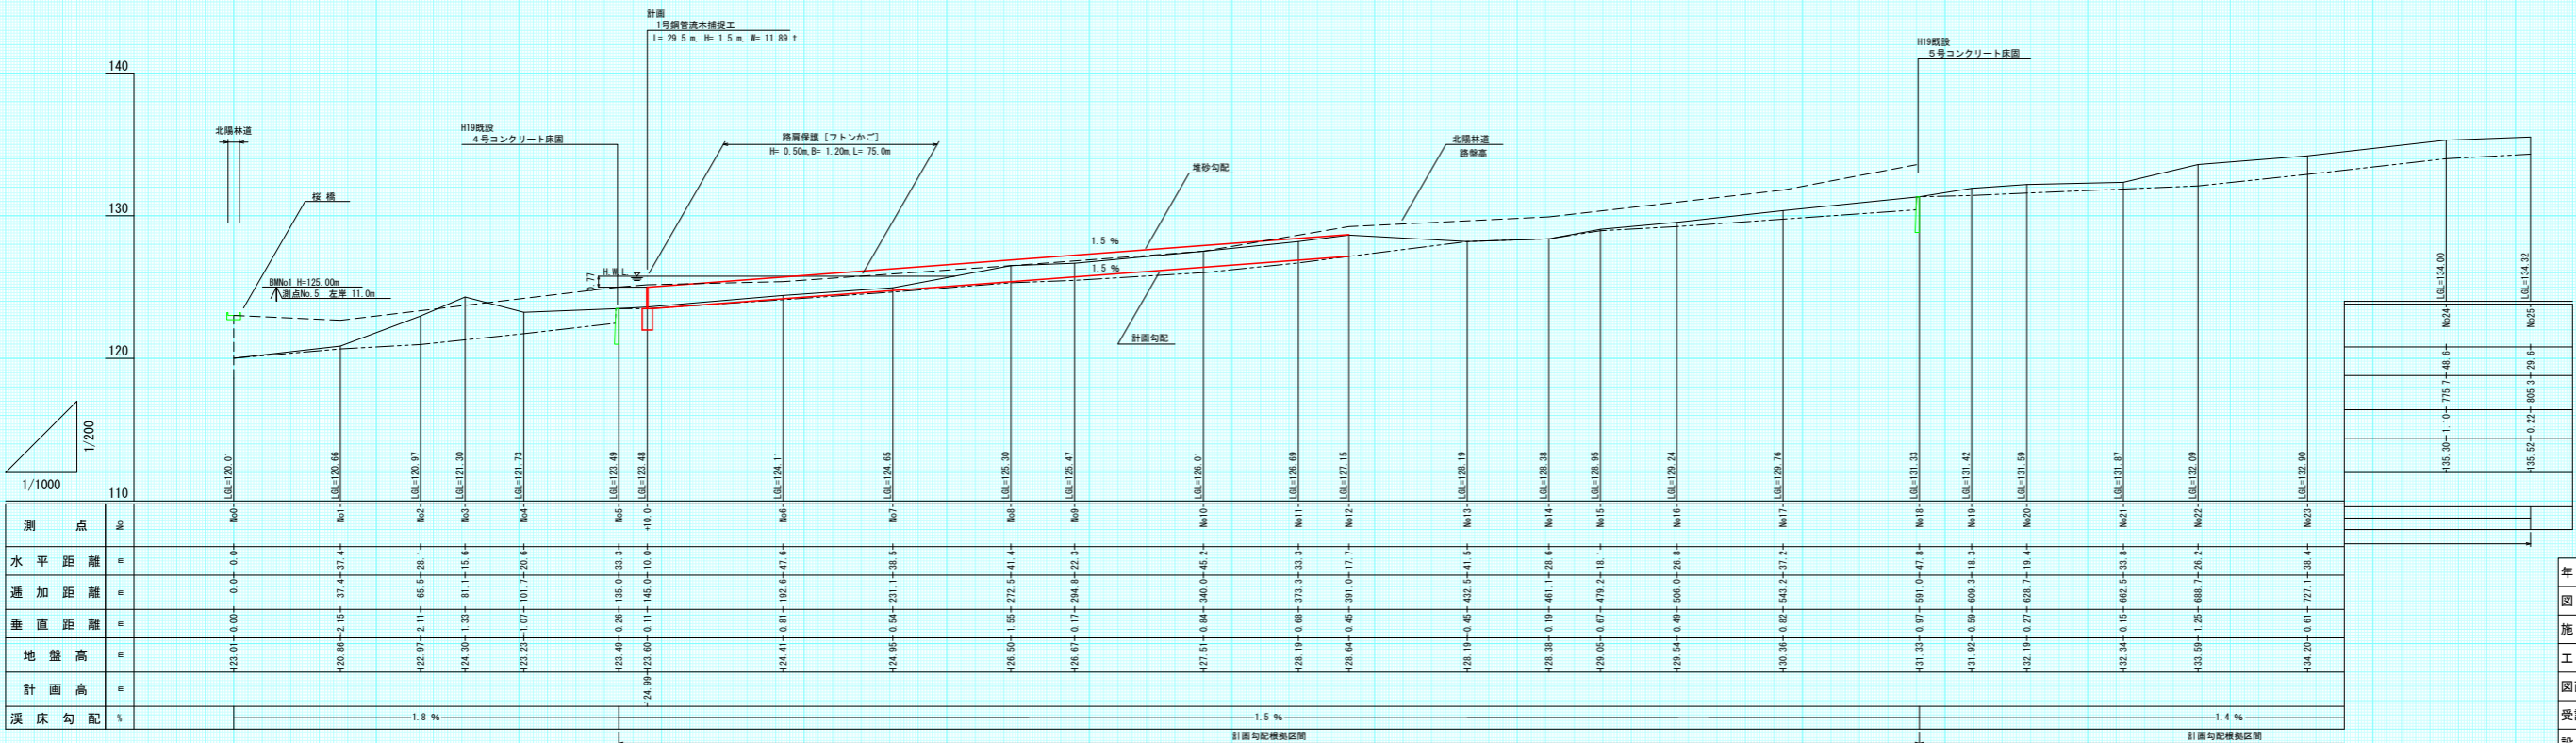 計画
1号鋼管流木捕捉工
L= 29.5 m, H= 1.5 m, W= 11.89 t
H19既設
5号コンクリート床固
140
北陽林道
H19既設
4号コンクリート床固
路肩保護 [フトンかご]
H= 0.50m,B= 1.20m,L= 75.0m
北陽林道
路盤高
堆砂勾配
桜 橋
130
1.5 %
1.5 %
0.77
H.W.L.
BMNo1 H=125.00m
測点No.5 左岸 11.0m
計画勾配
120
1/200
1/1000
110
LGL=120.01
LGL=120.66
LGL=120.97
LGL=121.30
LGL=121.73
LGL=123.49
LGL=123.48
LGL=124.11
LGL=124.65
LGL=125.30
LGL=125.47
LGL=126.01
LGL=126.69
LGL=127.15
LGL=128.19
LGL=128.38
LGL=128.95
LGL=129.24
LGL=129.76
LGL=131.33
LGL=131.42
LGL=131.59
LGL=131.87
LGL=132.09
LGL=132.90
LGL=134.00
LGL=134.32
測 点 No No0 No1 No2 No3 No4 No5 +10.0 No6 No7 No8 No9 No10 No11 No12 No13 No14 No15 No16 No17 No18 No19 No20 No21 No22 No23 No24 No25
水 平 距 離 m 0.0 37.4 28.1 15.6 20.6 33.3 10.0 47.6 38.5 41.4 22.3 45.2 33.3 17.7 41.5 28.6 18.1 26.8 37.2 47.8 18.3 19.4 33.8 26.2 38.4 48.6 29.6
逓 加 距 離 m 0.0 37.4 65.5 81.1 101.7 135.0 145.0 192.6 231.1 272.5 294.8 340.0 373.3 391.0 432.5 461.1 479.2 506.0 543.2 591.0 609.3 628.7 662.5 688.7 727.1 775.7 805.3
垂 直 距 離 m 0.00 2.15 2.11 1.33 1.07 0.26 0.11 0.81 0.54 1.55 0.17 0.84 0.68 0.45 0.45 0.19 0.67 0.49 0.82 0.97 0.59 0.27 0.15 1.25 0.61 1.10 0.22
地 盤 高 m 123.01 120.86 122.97 124.30 123.23 123.49 123.60 124.41 124.95 126.50 126.67 127.51 128.19 128.64 128.19 128.38 129.05 129.54 130.36 131.33 131.92 132.19 132.34 133.59 134.20 135.30 135.52
計 画 高 m 124.99
渓 床 勾 配 % 1.8 % 1.5 % 1.4 %
計画勾配根拠区間
計画勾配根拠区間
年
図
施
工
図
受